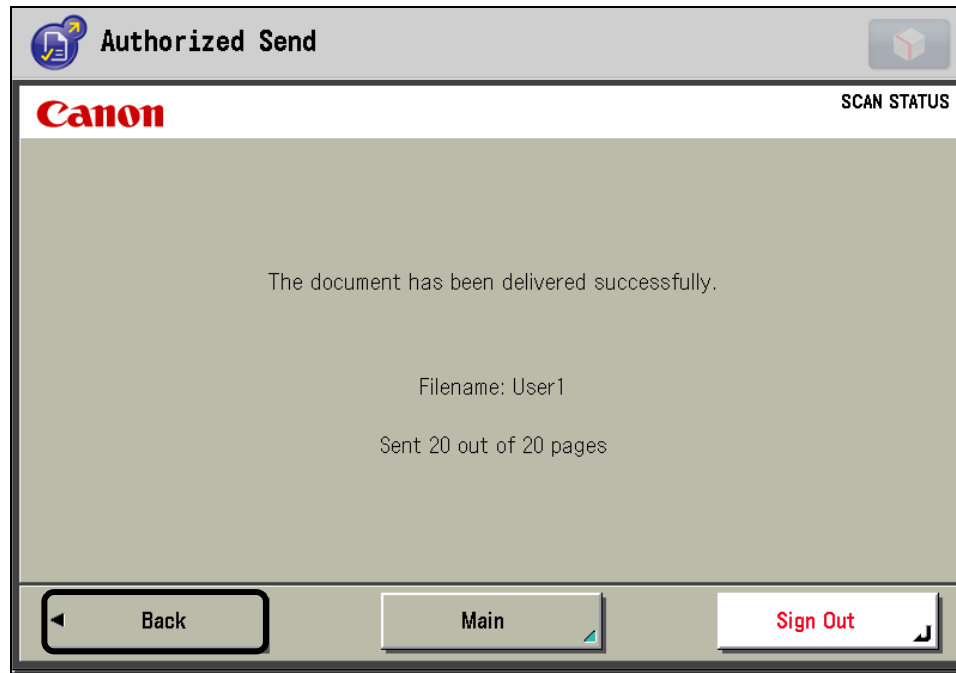 Authorized Send
Canon
SCAN STATUS
The document has been delivered successfully.
Filename: User1
Sent 20 out of 20 pages
Back
Main
Sign Out